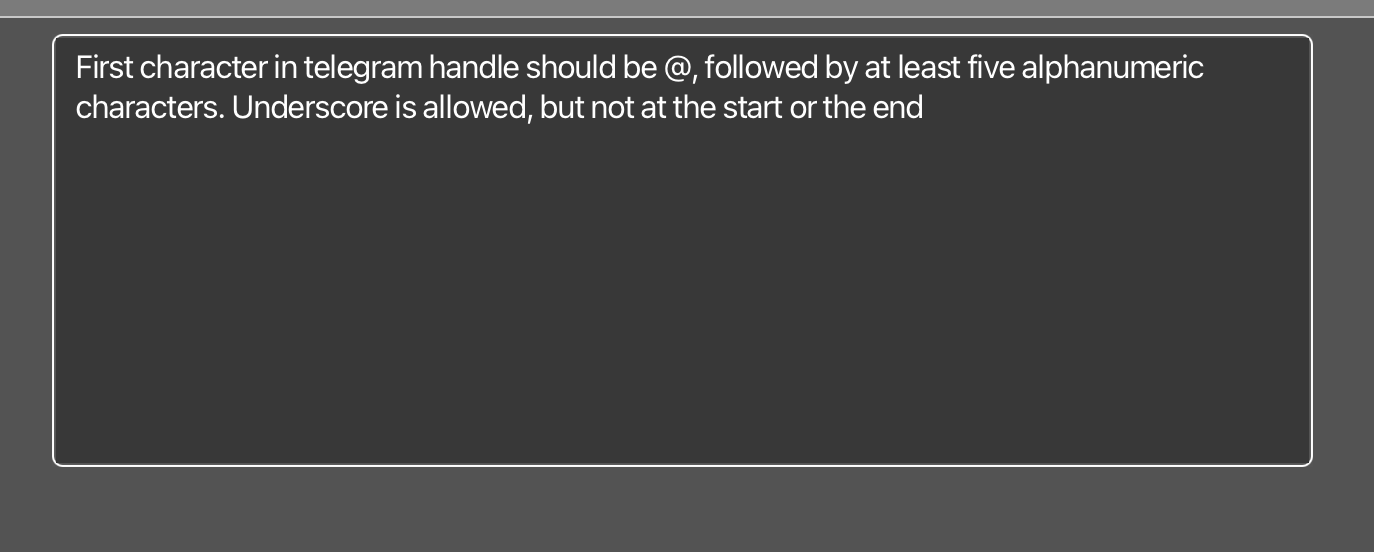 First character in telegram handle should be @, followed by at least five alphanumeric
characters. Underscore is allowed, but not at the start or the end